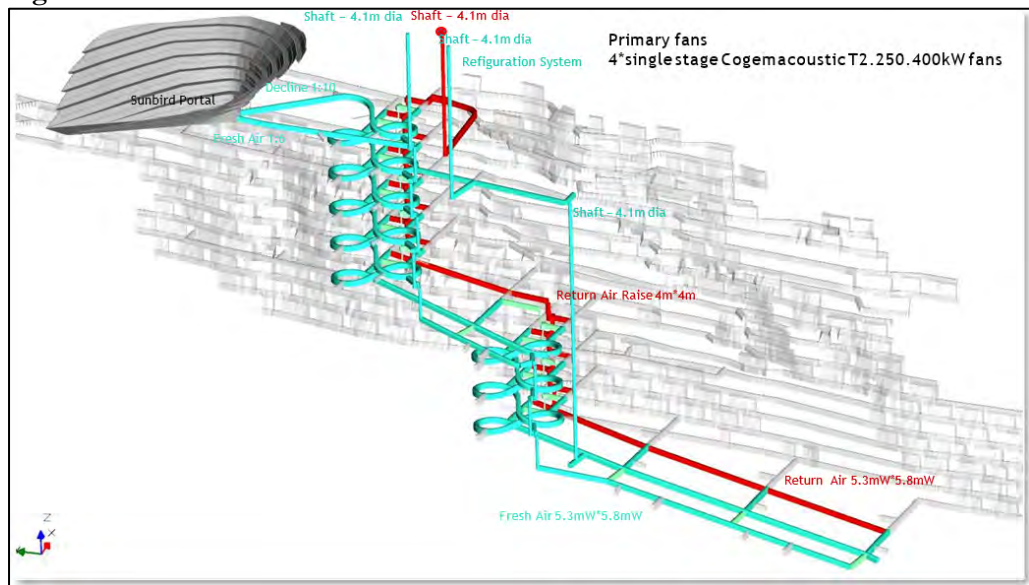 Shaft – 4.1m dia
Shaft – 4.1m dia
Shaft – 4.1m dia
Refiguration System
Primary fans
4*single stage Cogemacoustic T2.250.400kW fans
Sunbird Portal
Decline 1:10
Fresh Air 1:6
Shaft – 4.1m dia
Return Air Raise 4m*4m
Return Air 5.3mW*5.8mW
Fresh Air 5.3mW*5.8mW
Z
X